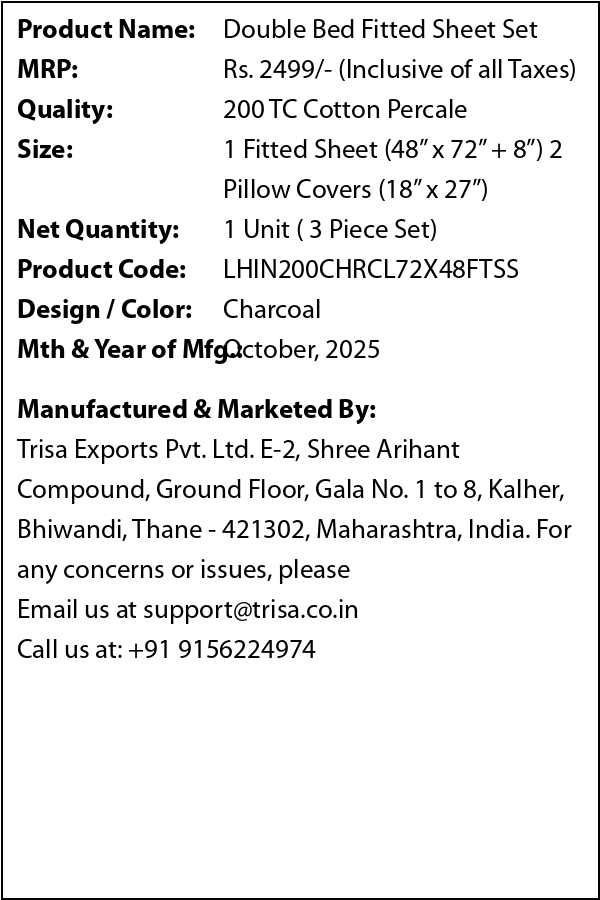 Product Name: Double Bed Fitted Sheet Set
MRP: Rs. 2499/- (Inclusive of all Taxes)
Quality: 200 TC Cotton Percale
Size: 1 Fitted Sheet (48” x 72” + 8”) 2
Pillow Covers (18” x 27”)
Net Quantity: 1 Unit ( 3 Piece Set)
Product Code: LHIN200CHRCL72X48FTSS
Design / Color: Charcoal
Mth & Year of Mfg.: October, 2025
Manufactured & Marketed By:
Trisa Exports Pvt. Ltd. E-2, Shree Arihant
Compound, Ground Floor, Gala No. 1 to 8, Kalher,
Bhiwandi, Thane - 421302, Maharashtra, India. For
any concerns or issues, please
Email us at support@trisa.co.in
Call us at: +91 9156224974